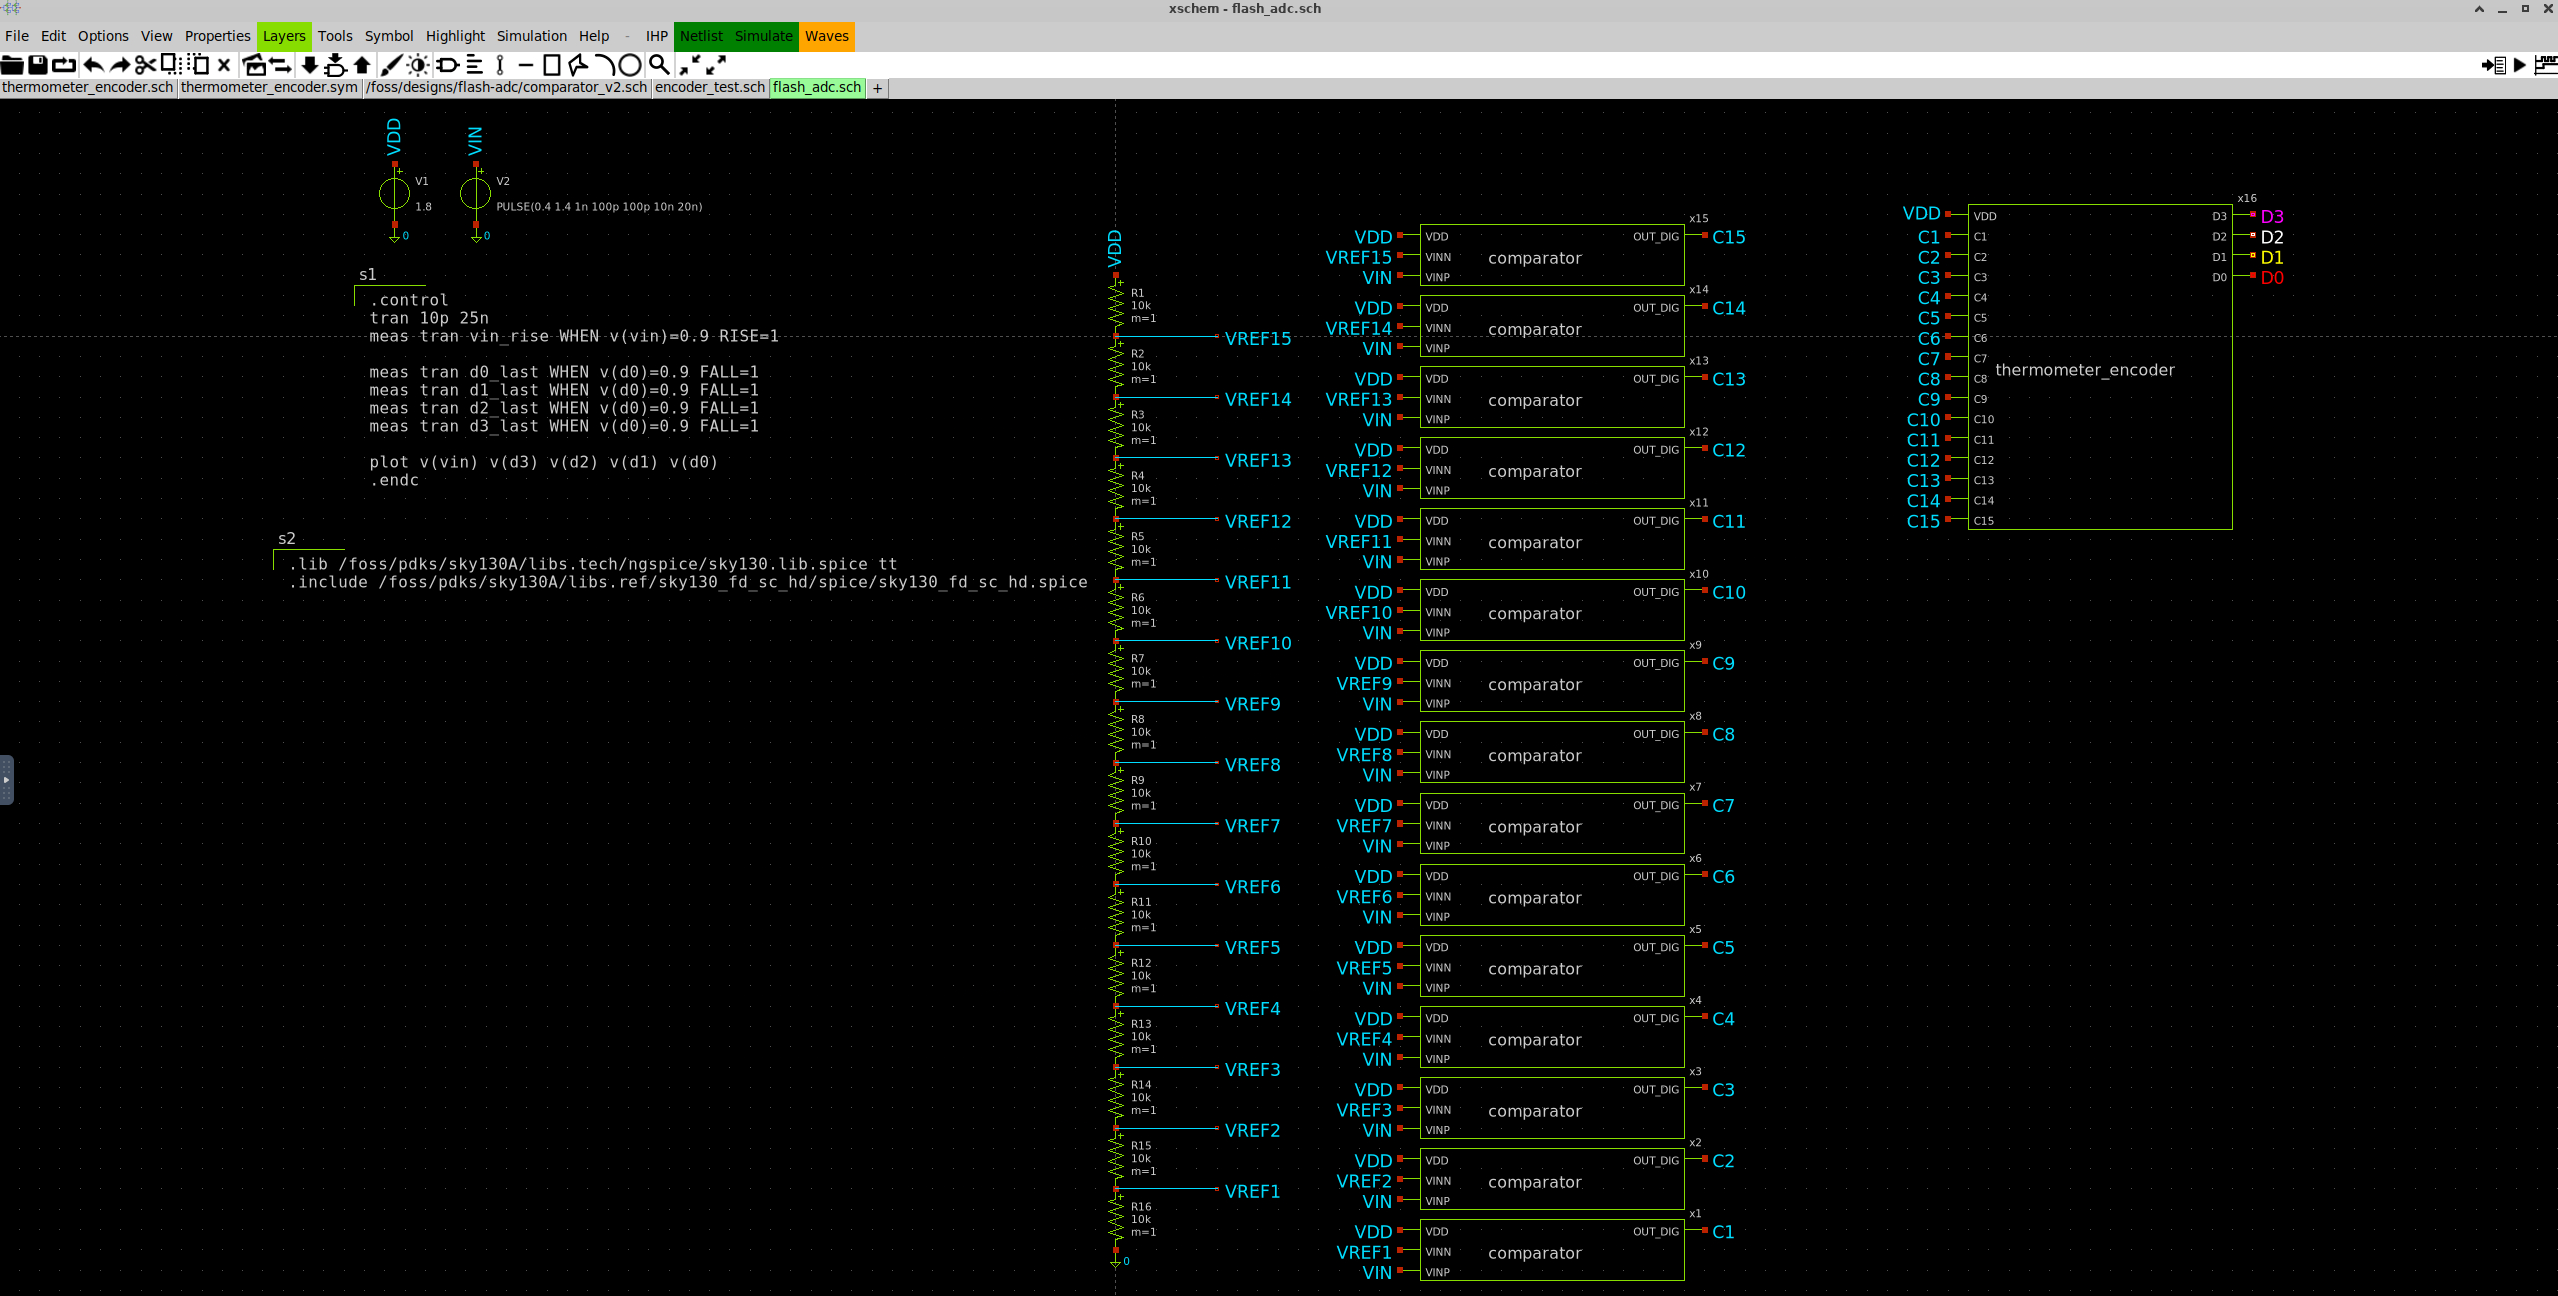 xschem - flash_adc.sch
File Edit Options View Properties Layers Tools Symbol Highlight Simulation Help - IHP Netlist Simulate Waves
thermometer_encoder.sch thermometer_encoder.sym /foss/designs/flash-adc/comparator_v2.sch encoder_test.sch flash_adc.sch +
VDD
V1
1.8
0
VIN
V2
PULSE(0.4 1.4 1n 100p 100p 10n 20n)
0
s1
.control
tran 10p 25n
meas tran vin_rise WHEN v(vin)=0.9 RISE=1
meas tran d0_last WHEN v(d0)=0.9 FALL=1
meas tran d1_last WHEN v(d0)=0.9 FALL=1
meas tran d2_last WHEN v(d0)=0.9 FALL=1
meas tran d3_last WHEN v(d0)=0.9 FALL=1
plot v(vin) v(d3) v(d2) v(d1) v(d0)
.endc
s2
.lib /foss/pdks/sky130A/libs.tech/ngspice/sky130.lib.spice tt
.include /foss/pdks/sky130A/libs.ref/sky130_fd_sc_hd/spice/sky130_fd_sc_hd.spice
VDD
R1
10k
m=1
VREF15
R2
10k
m=1
VREF14
R3
10k
m=1
VREF13
R4
10k
m=1
VREF12
R5
10k
m=1
VREF11
R6
10k
m=1
VREF10
R7
10k
m=1
VREF9
R8
10k
m=1
VREF8
R9
10k
m=1
VREF7
R10
10k
m=1
VREF6
R11
10k
m=1
VREF5
R12
10k
m=1
VREF4
R13
10k
m=1
VREF3
R14
10k
m=1
VREF2
R15
10k
m=1
VREF1
R16
10k
m=1
0
x15
VDD VDD OUT_DIG C15
VREF15 VINN comparator
VIN VINP
x14
VDD VDD OUT_DIG C14
VREF14 VINN comparator
VIN VINP
x13
VDD VDD OUT_DIG C13
VREF13 VINN comparator
VIN VINP
x12
VDD VDD OUT_DIG C12
VREF12 VINN comparator
VIN VINP
x11
VDD VDD OUT_DIG C11
VREF11 VINN comparator
VIN VINP
x10
VDD VDD OUT_DIG C10
VREF10 VINN comparator
VIN VINP
x9
VDD VDD OUT_DIG C9
VREF9 VINN comparator
VIN VINP
x8
VDD VDD OUT_DIG C8
VREF8 VINN comparator
VIN VINP
x7
VDD VDD OUT_DIG C7
VREF7 VINN comparator
VIN VINP
x6
VDD VDD OUT_DIG C6
VREF6 VINN comparator
VIN VINP
x5
VDD VDD OUT_DIG C5
VREF5 VINN comparator
VIN VINP
x4
VDD VDD OUT_DIG C4
VREF4 VINN comparator
VIN VINP
x3
VDD VDD OUT_DIG C3
VREF3 VINN comparator
VIN VINP
x2
VDD VDD OUT_DIG C2
VREF2 VINN comparator
VIN VINP
x1
VDD VDD OUT_DIG C1
VREF1 VINN comparator
VIN VINP
x16
VDD VDD D3 D3
C1 C1 D2 D2
C2 C2 D1 D1
C3 C3 D0 D0
C4 C4
C5 C5
C6 C6
C7 C7
thermometer_encoder
C8 C8
C9 C9
C10 C10
C11 C11
C12 C12
C13 C13
C14 C14
C15 C15